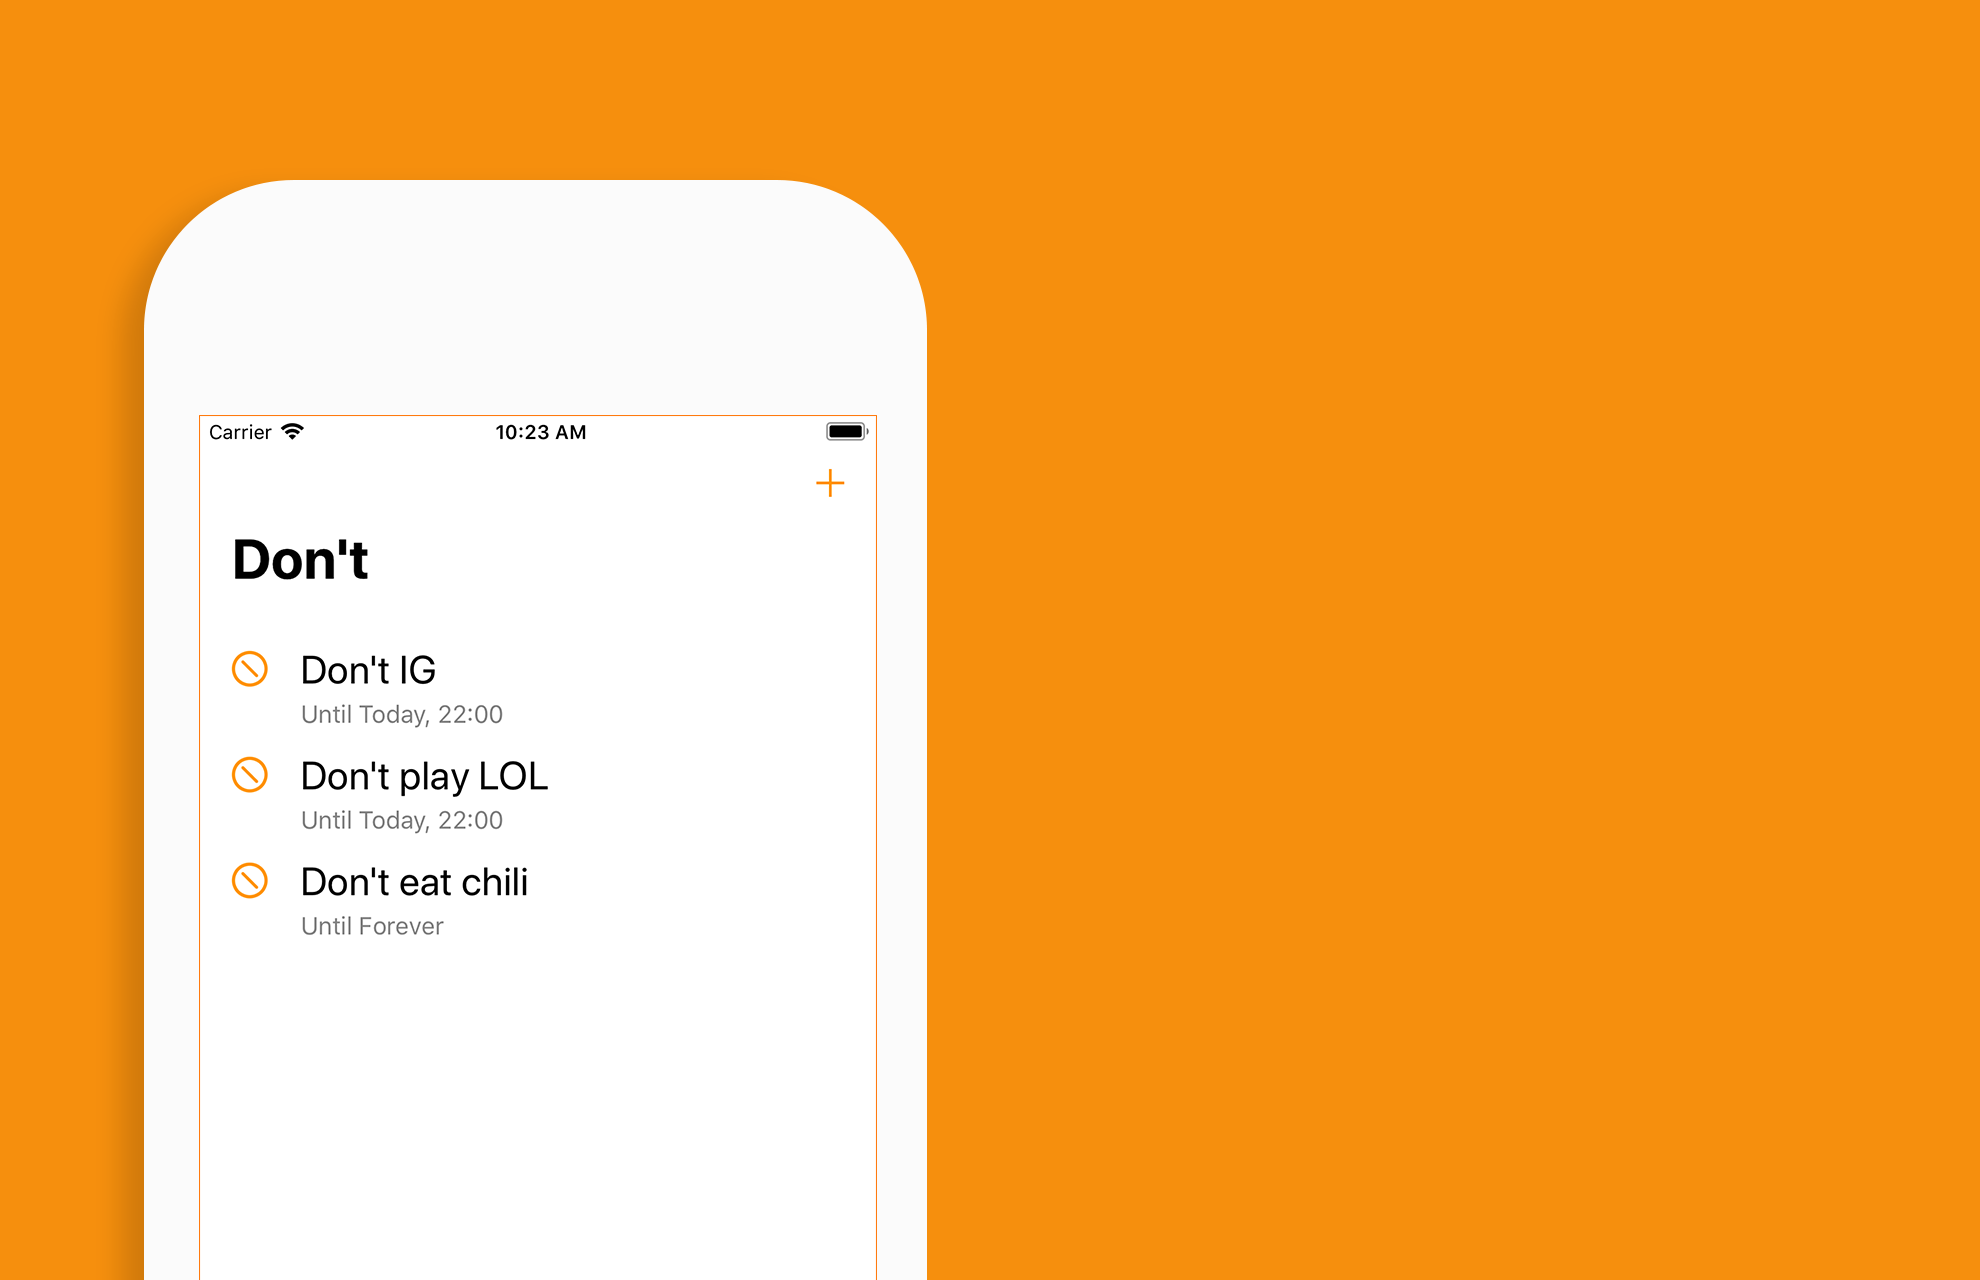 Carrier 10:23 AM
Don't
Don't IG
Until Today, 22:00
Don't play LOL
Until Today, 22:00
Don't eat chili
Until Forever